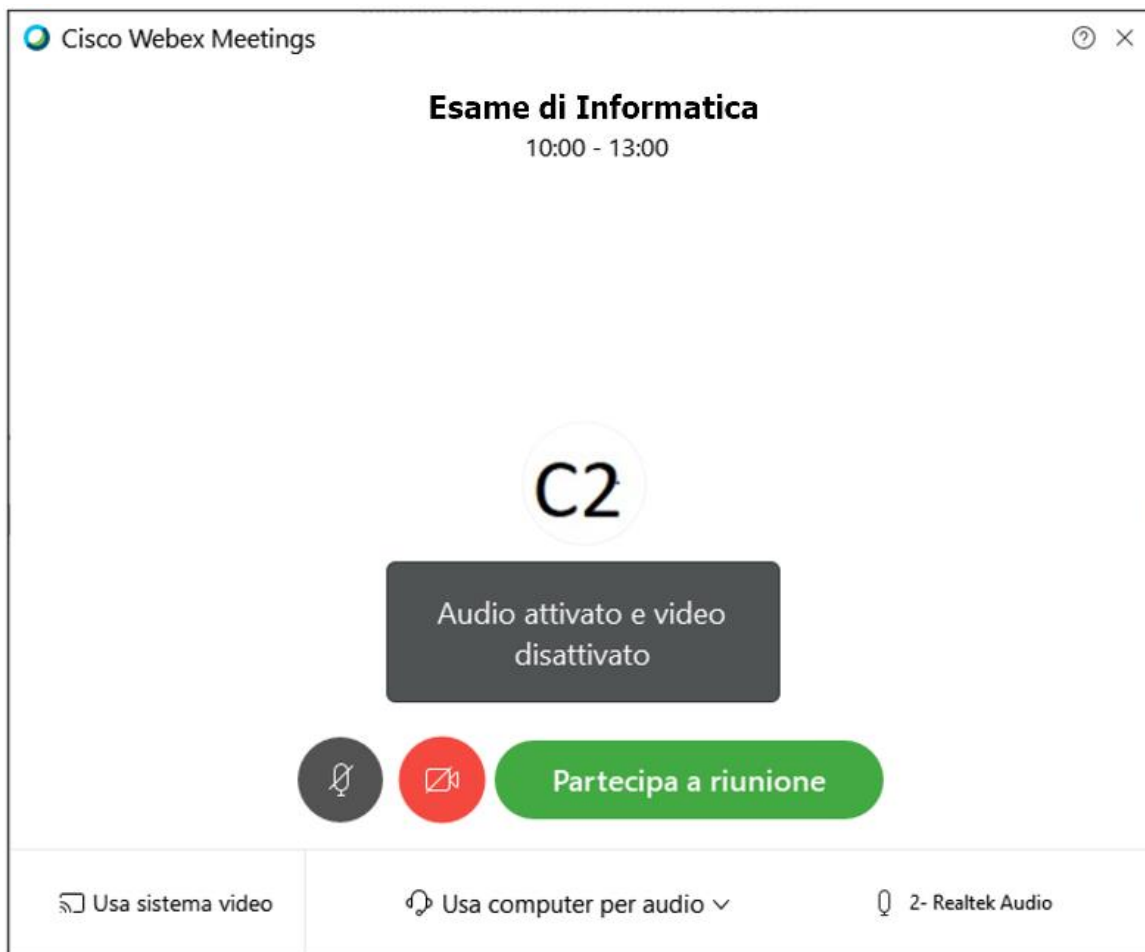 Cisco Webex Meetings
Esame di Informatica
10:00 - 13:00
C2
Audio attivato e video
disattivato
Partecipa a riunione
Usa sistema video
Usa computer per audio
2- Realtek Audio